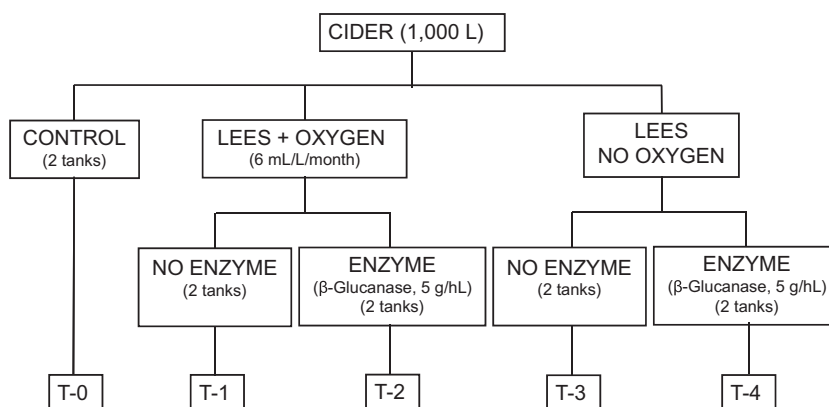 CIDER (1,000 L)
CONTROL
(2 tanks)
LEES + OXYGEN
(6 mL/L/month)
LEES
NO OXYGEN
NO ENZYME
(2 tanks)
ENZYME
(β-Glucanase, 5 g/hL)
(2 tanks)
NO ENZYME
(2 tanks)
ENZYME
(β-Glucanase, 5 g/hL)
(2 tanks)
T-0
T-1
T-2
T-3
T-4